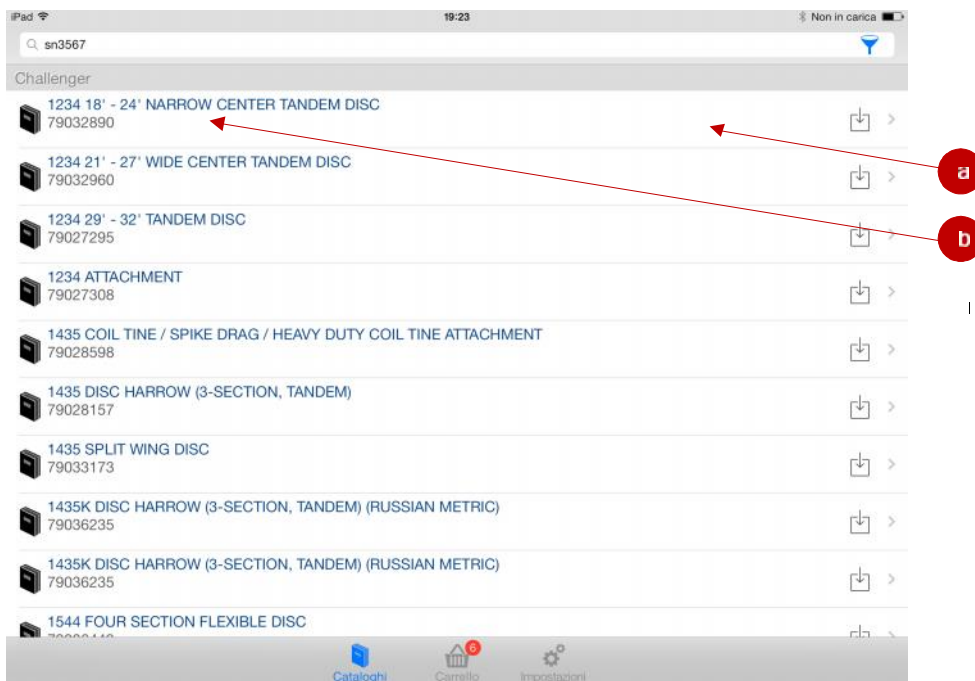 iPad 19:23 Non in carica
sn3567
Challenger
1234 18' - 24' NARROW CENTER TANDEM DISC
79032890
a
1234 21' - 27' WIDE CENTER TANDEM DISC
79032960
1234 29' - 32' TANDEM DISC
79027295
b
1234 ATTACHMENT
79027308
1435 COIL TINE / SPIKE DRAG / HEAVY DUTY COIL TINE ATTACHMENT
79028598
1435 DISC HARROW (3-SECTION, TANDEM)
79028157
1435 SPLIT WING DISC
79033173
1435K DISC HARROW (3-SECTION, TANDEM) (RUSSIAN METRIC)
79036235
1435K DISC HARROW (3-SECTION, TANDEM) (RUSSIAN METRIC)
79036235
1544 FOUR SECTION FLEXIBLE DISC
6
Cataloghi Carrello Impostazioni